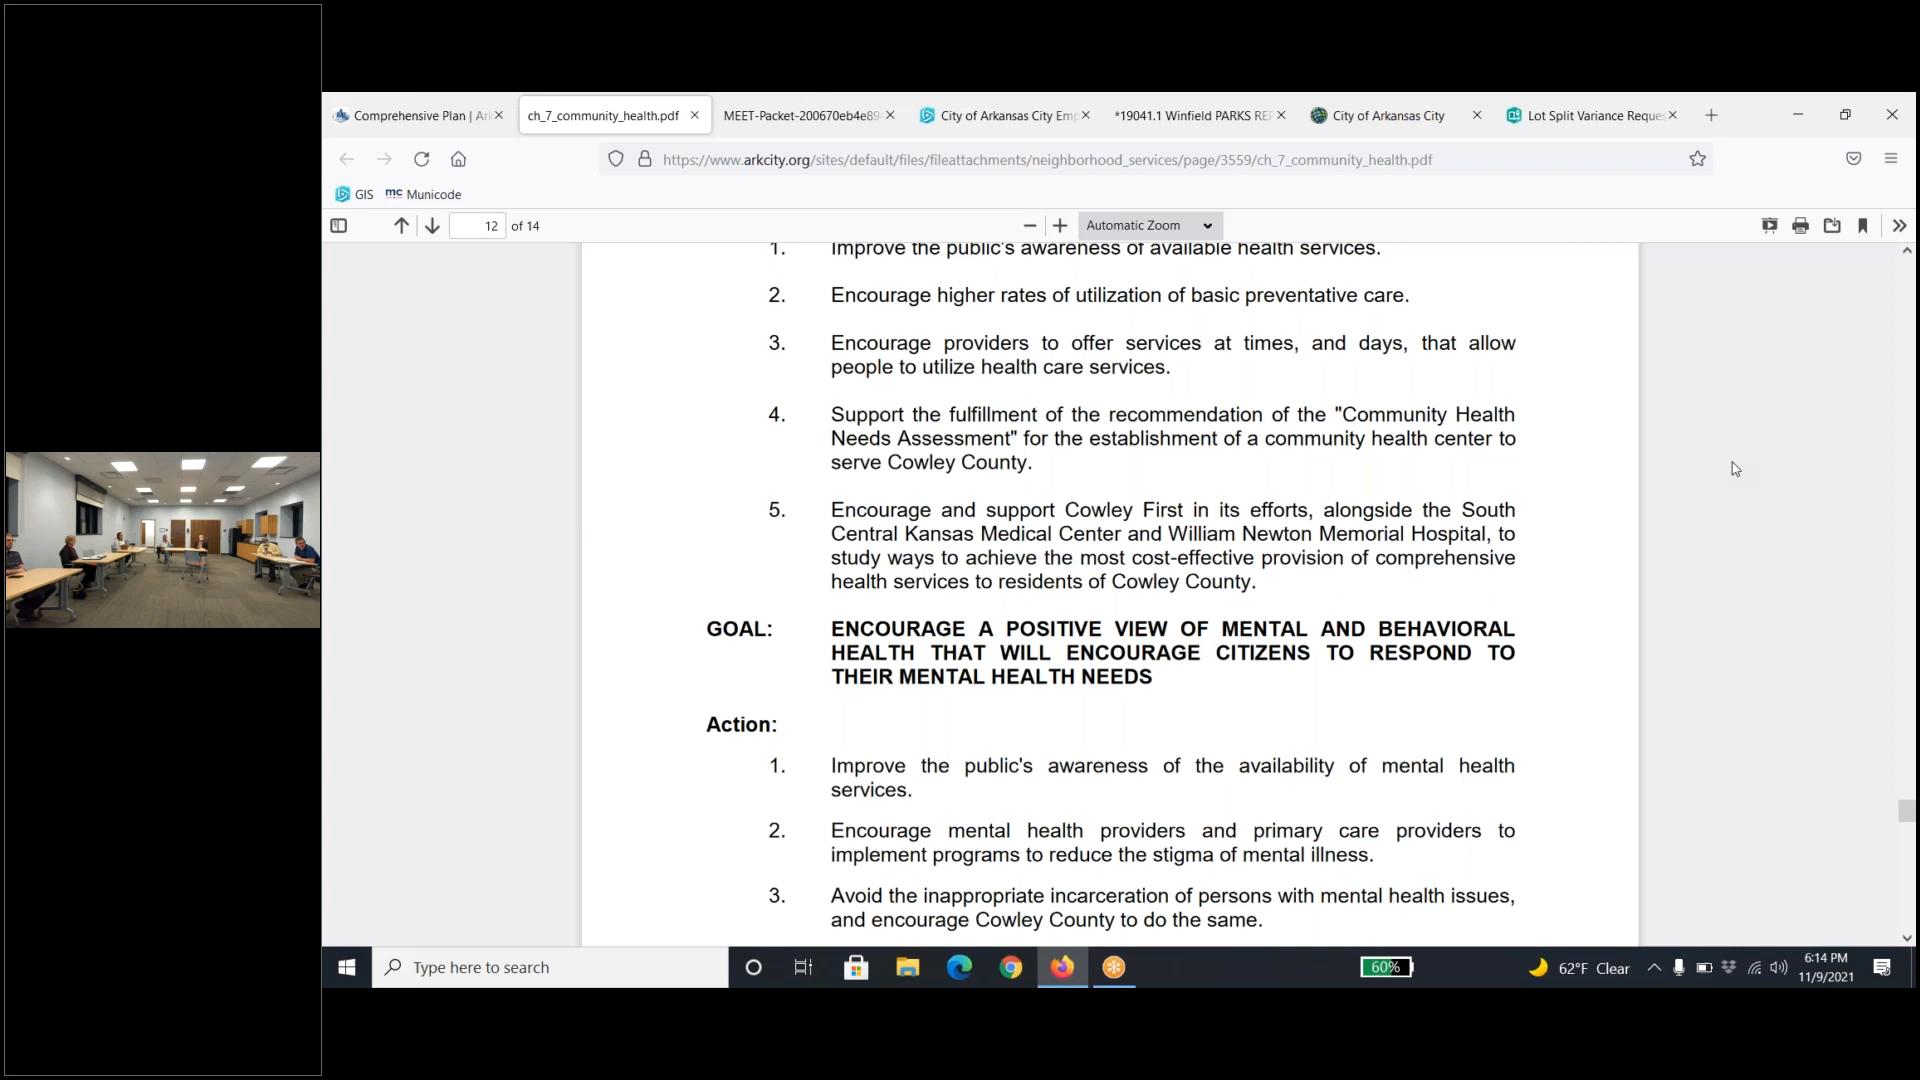 Comprehensive Plan | Ar
ch_7_community_health.pdf
MEET-Packet-200670eb4e89
City of Arkansas City Em
*19041.1 Winfield PARKS RE
City of Arkansas City
Lot Split Variance Reque
https://www.arkcity.org/sites/default/files/fileattachments/neighborhood_services/page/3559/ch_7_community_health.pdf
GIS
mc Municode
12 of 14
Automatic Zoom
1. Improve the public's awareness of available health services.
2. Encourage higher rates of utilization of basic preventative care.
3. Encourage providers to offer services at times, and days, that allow
people to utilize health care services.
4. Support the fulfillment of the recommendation of the "Community Health
Needs Assessment" for the establishment of a community health center to
serve Cowley County.
5. Encourage and support Cowley First in its efforts, alongside the South
Central Kansas Medical Center and William Newton Memorial Hospital, to
study ways to achieve the most cost-effective provision of comprehensive
health services to residents of Cowley County.
GOAL: ENCOURAGE A POSITIVE VIEW OF MENTAL AND BEHAVIORAL
HEALTH THAT WILL ENCOURAGE CITIZENS TO RESPOND TO
THEIR MENTAL HEALTH NEEDS
Action:
1. Improve the public's awareness of the availability of mental health
services.
2. Encourage mental health providers and primary care providers to
implement programs to reduce the stigma of mental illness.
3. Avoid the inappropriate incarceration of persons with mental health issues,
and encourage Cowley County to do the same.
Type here to search
60%
62°F Clear
6:14 PM
11/9/2021